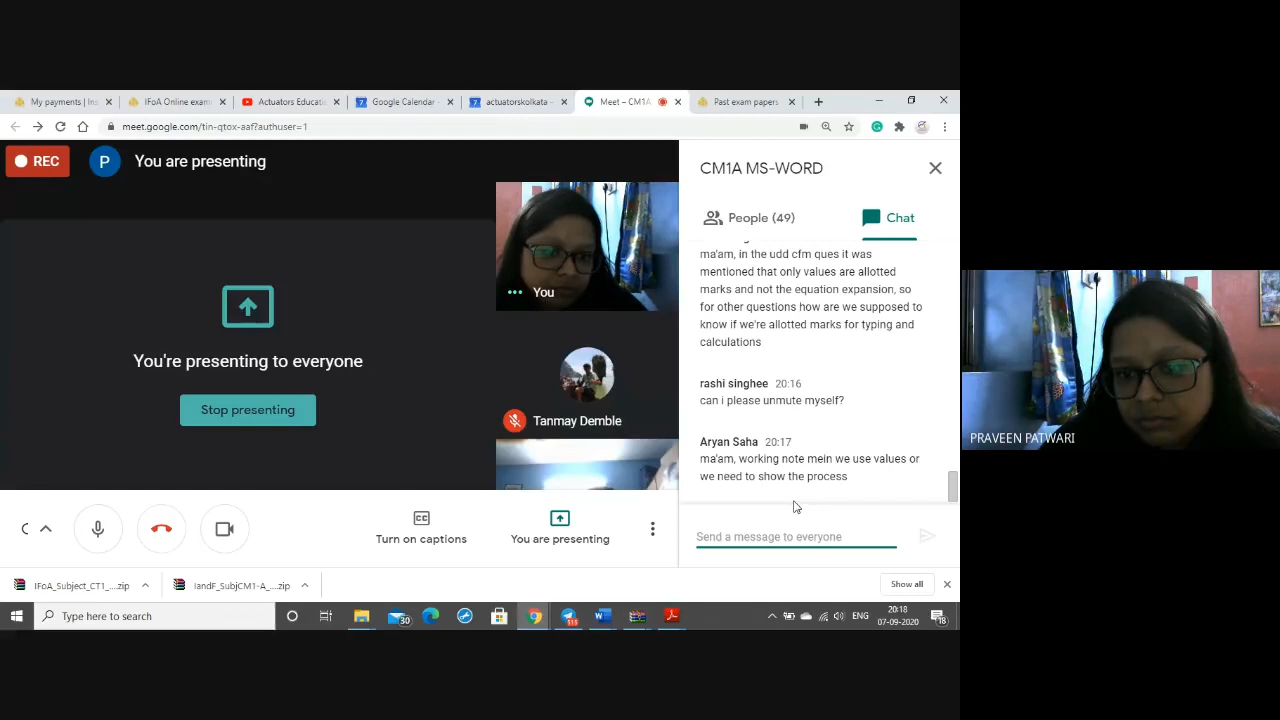 My payments | Ins
IFoA Online exam
Actuators Educati
Google Calendar -
actuatorskolkata -
Meet – CM1A
Past exam papers
meet.google.com/tin-qtox-aaf?authuser=1
REC
P
You are presenting
CM1A MS-WORD
People (49)
Chat
ma'am, in the udd cfm ques it was
mentioned that only values are allotted
marks and not the equation expansion, so
for other questions how are we supposed to
know if we're allotted marks for typing and
calculations
You
You're presenting to everyone
Stop presenting
rashi singhee 20:16
can i please unmute myself?
Tanmay Demble
Aryan Saha 20:17
ma'am, working note mein we use values or
we need to show the process
PRAVEEN PATWARI
Turn on captions
You are presenting
Send a message to everyone
IFoA_Subject_CT1_....zip
IandF_SubjCM1-A_....zip
Show all
Type here to search
30
ENG
20:18
07-09-2020
18